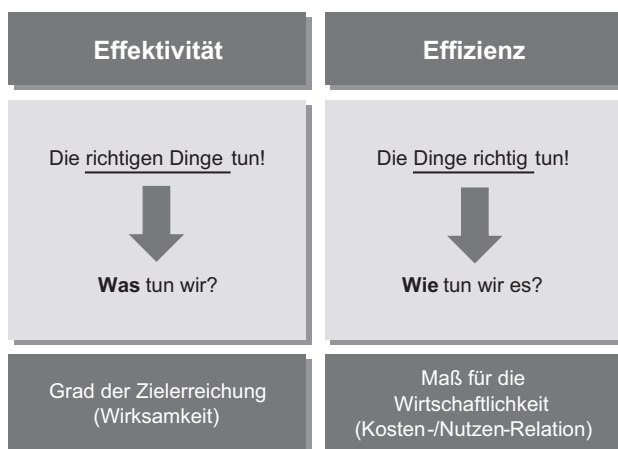 Effektivität
Die richtigen Dinge tun!
Was tun wir?
Grad der Zielerreichung
(Wirksamkeit)
Effizienz
Die Dinge richtig tun!
Wie tun wir es?
Maß für die
Wirtschaftlichkeit
(Kosten-/Nutzen-Relation)